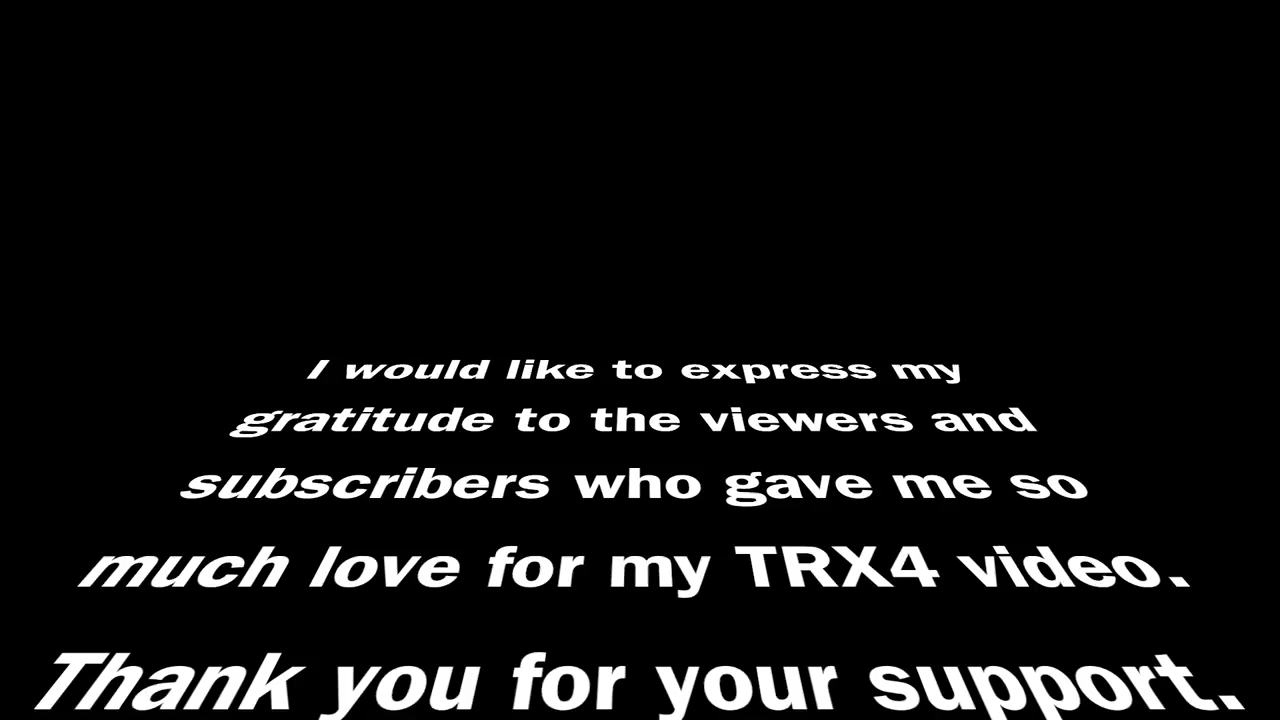 I would like to express my
gratitude to the viewers and
subscribers who gave me so
much love for my TRX4 video.
Thank you for your support.